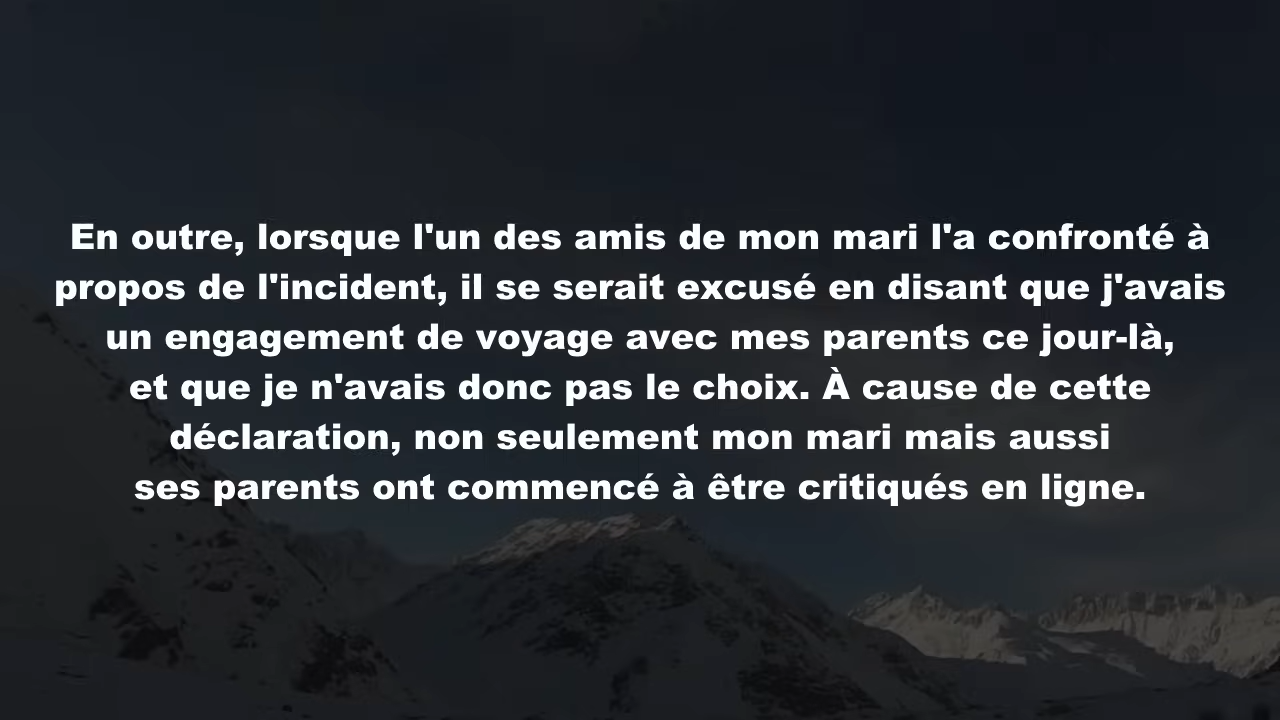 En outre, lorsque l'un des amis de mon mari l'a confronté à
propos de l'incident, il se serait excusé en disant que j'avais
un engagement de voyage avec mes parents ce jour-là,
et que je n'avais donc pas le choix. À cause de cette
déclaration, non seulement mon mari mais aussi
ses parents ont commencé à être critiqués en ligne.